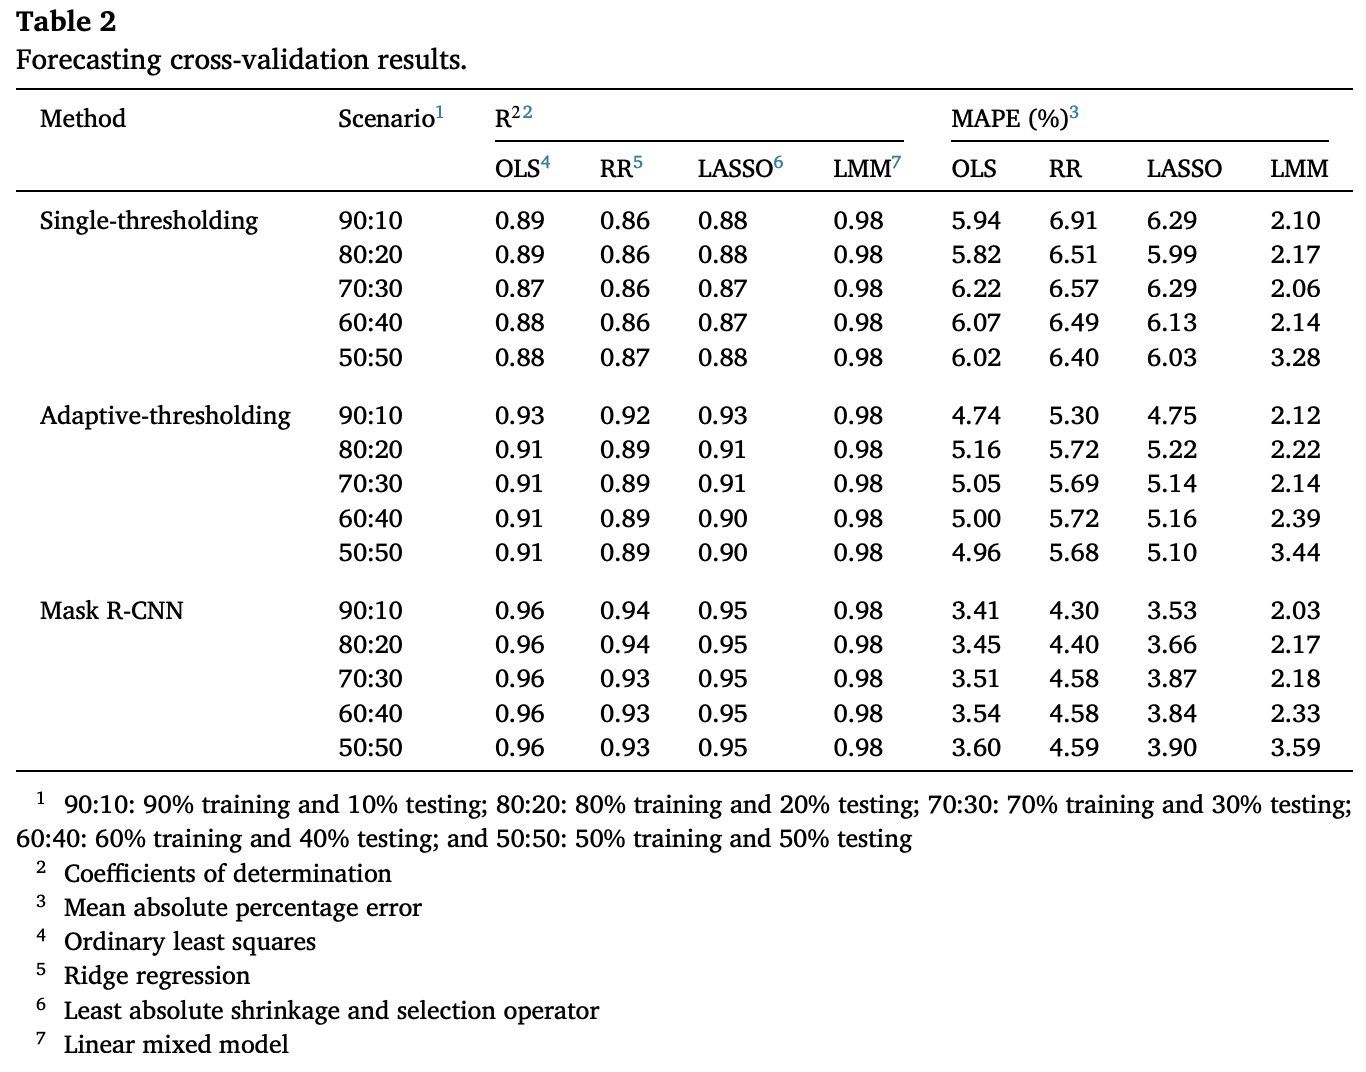 Table 2
Forecasting cross-validation results.
Method Scenario1 R22 MAPE (%)3
OLS4 RR5 LASSO6 LMM7 OLS RR LASSO LMM
Single-thresholding 90:10 0.89 0.86 0.88 0.98 5.94 6.91 6.29 2.10
80:20 0.89 0.86 0.88 0.98 5.82 6.51 5.99 2.17
70:30 0.87 0.86 0.87 0.98 6.22 6.57 6.29 2.06
60:40 0.88 0.86 0.87 0.98 6.07 6.49 6.13 2.14
50:50 0.88 0.87 0.88 0.98 6.02 6.40 6.03 3.28
Adaptive-thresholding 90:10 0.93 0.92 0.93 0.98 4.74 5.30 4.75 2.12
80:20 0.91 0.89 0.91 0.98 5.16 5.72 5.22 2.22
70:30 0.91 0.89 0.91 0.98 5.05 5.69 5.14 2.14
60:40 0.91 0.89 0.90 0.98 5.00 5.72 5.16 2.39
50:50 0.91 0.89 0.90 0.98 4.96 5.68 5.10 3.44
Mask R-CNN 90:10 0.96 0.94 0.95 0.98 3.41 4.30 3.53 2.03
80:20 0.96 0.94 0.95 0.98 3.45 4.40 3.66 2.17
70:30 0.96 0.93 0.95 0.98 3.51 4.58 3.87 2.18
60:40 0.96 0.93 0.95 0.98 3.54 4.58 3.84 2.33
50:50 0.96 0.93 0.95 0.98 3.60 4.59 3.90 3.59
1 90:10: 90% training and 10% testing; 80:20: 80% training and 20% testing; 70:30: 70% training and 30% testing;
60:40: 60% training and 40% testing; and 50:50: 50% training and 50% testing
2 Coefficients of determination
3 Mean absolute percentage error
4 Ordinary least squares
5 Ridge regression
6 Least absolute shrinkage and selection operator
7 Linear mixed model